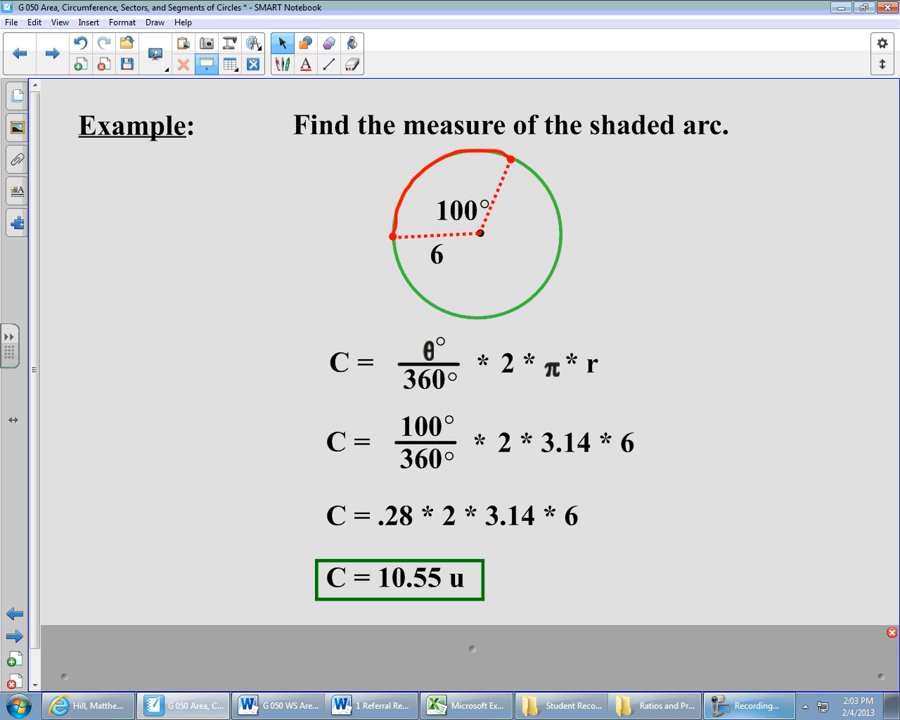 G 050 Area, Circumference, Sectors, and Segments of Circles * - SMART Notebook
File Edit View Insert Format Draw Tools Help
Example: Find the measure of the shaded arc.
100°
6
C = θ° / 360° * 2 * π * r
C = 100° / 360° * 2 * 3.14 * 6
C = .28 * 2 * 3.14 * 6
C = 10.55 u
Hill, Matthe... G 050 Area, C... G 050 WS Are... 1 Referral Re... Microsoft Ex... Student Reco... Ratios and Pr... Recording... 2:03 PM
2/4/2013